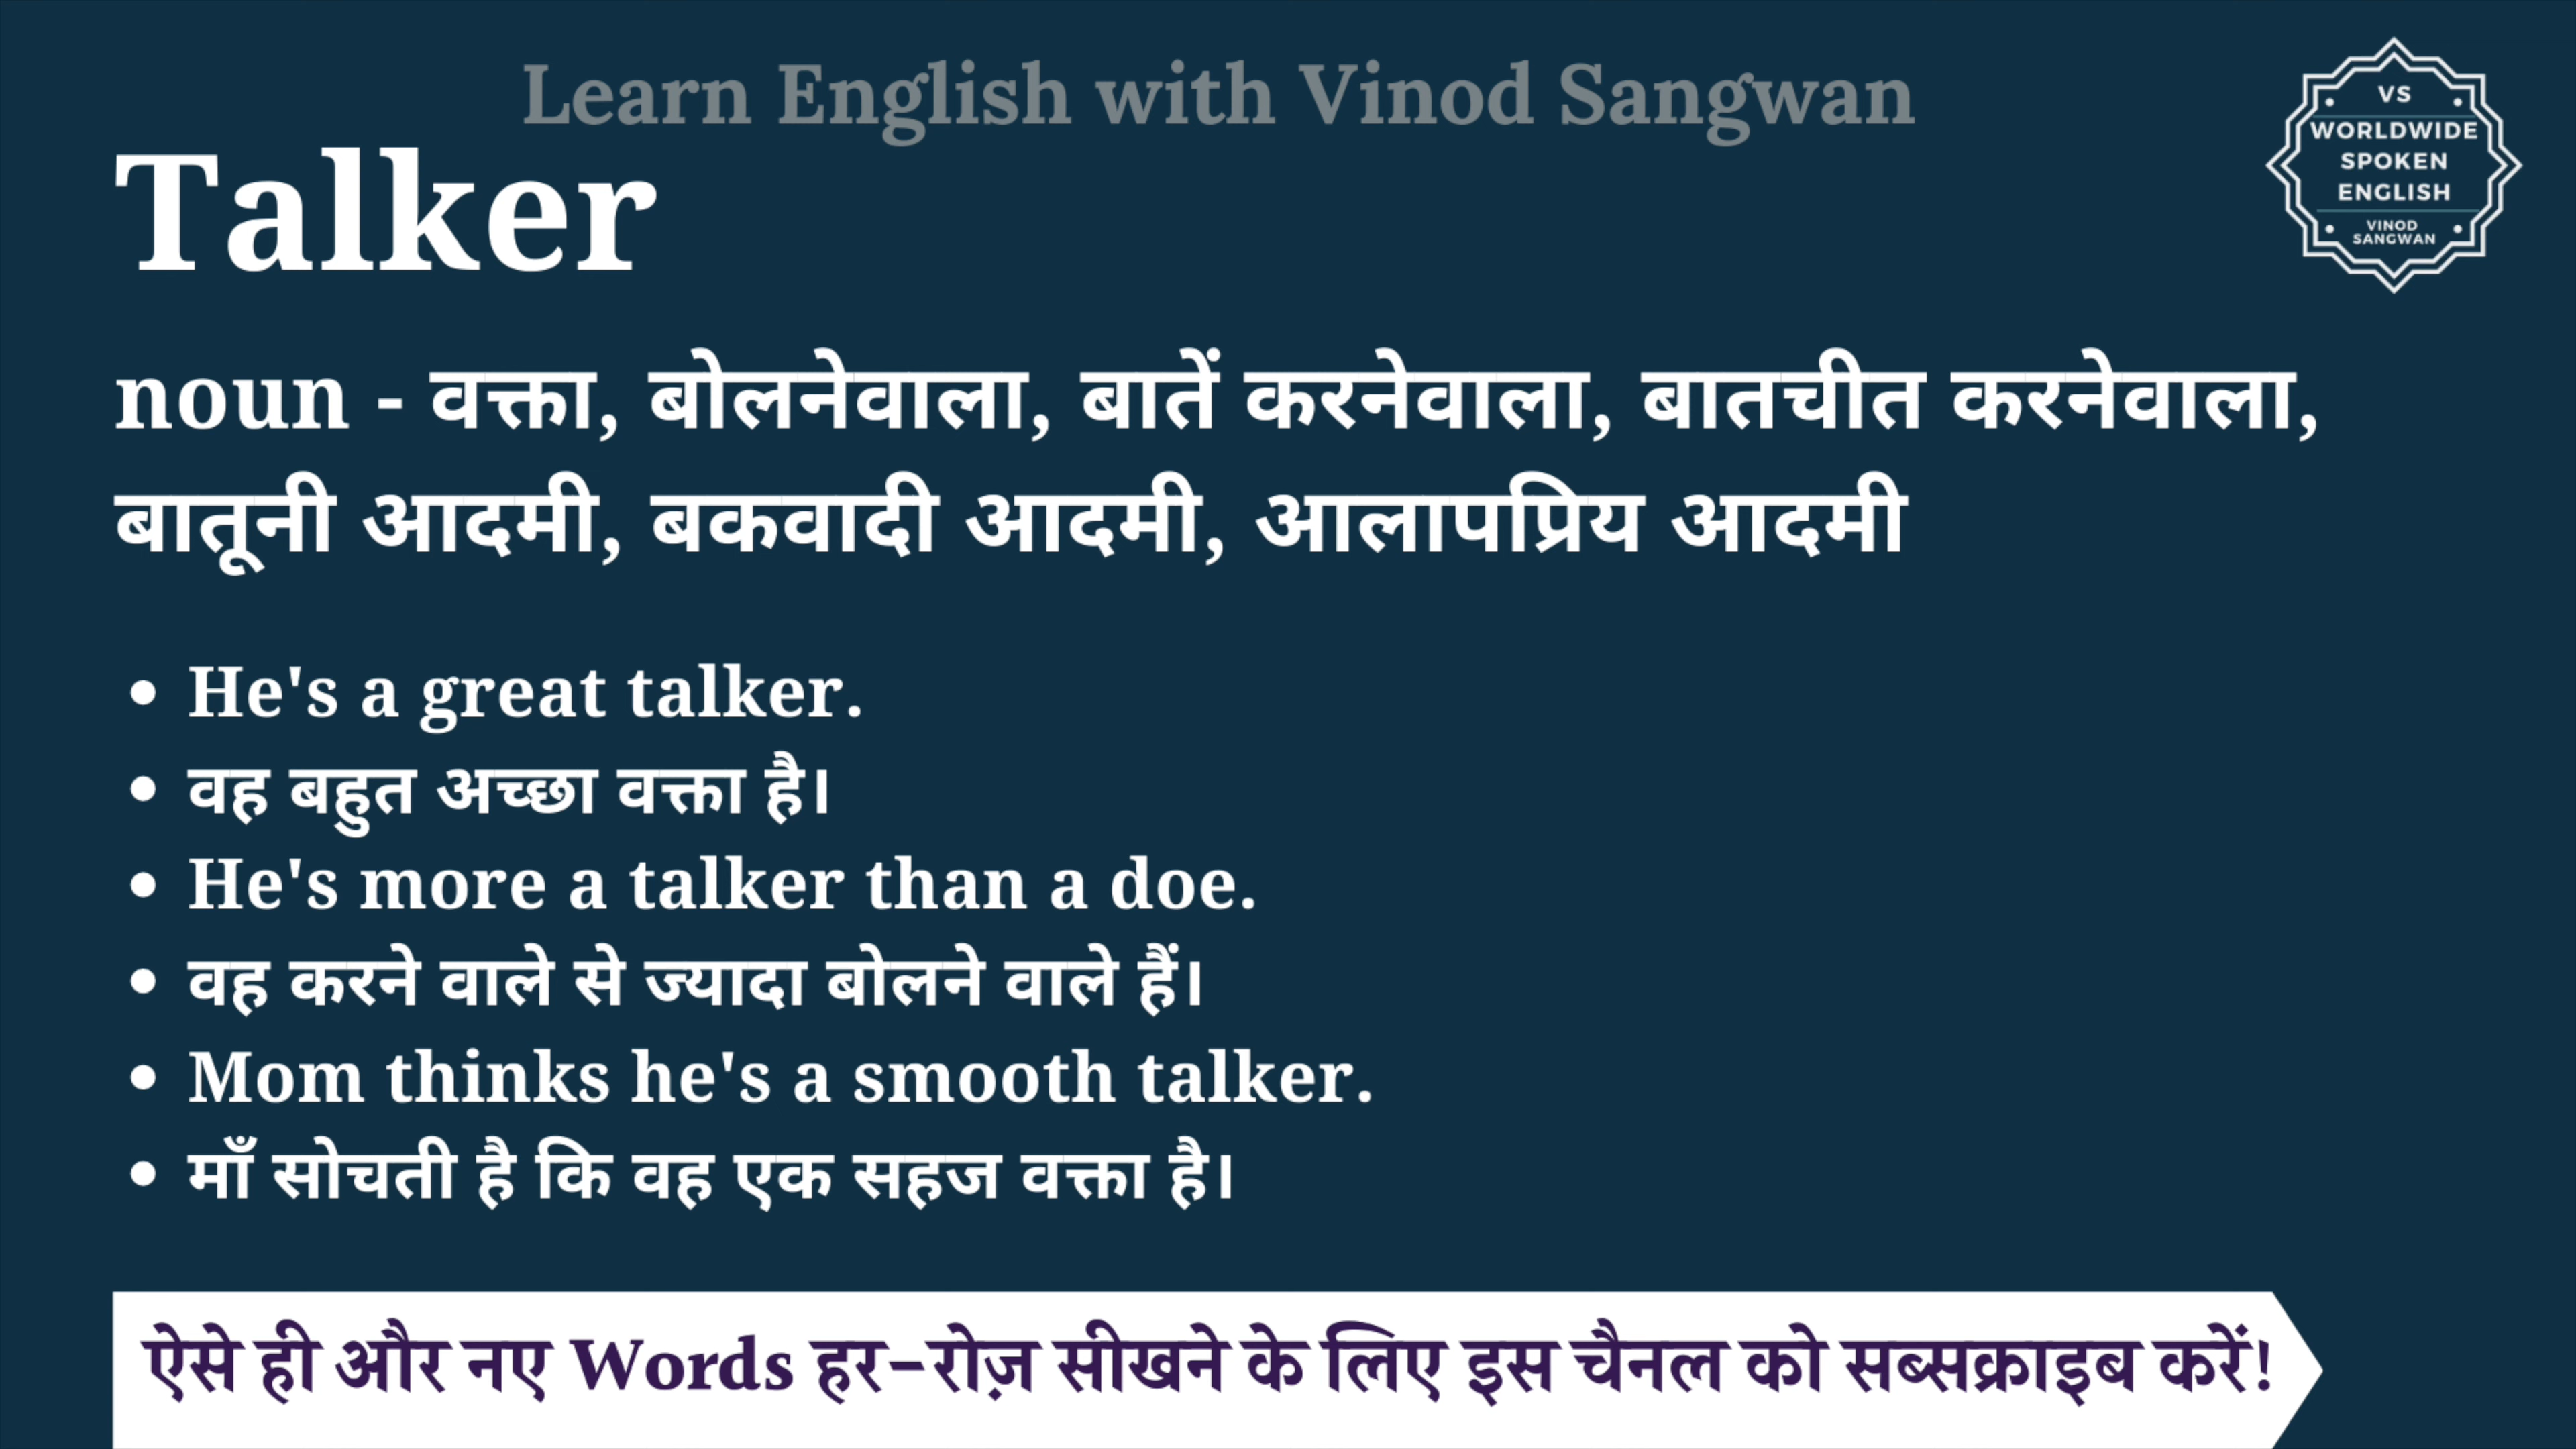 Learn English with Vinod Sangwan
VS
WORLDWIDE
SPOKEN
ENGLISH
VINOD
SANGWAN
Talker
noun - वक्ता, बोलनेवाला, बातें करनेवाला, बातचीत करनेवाला,
बातूनी आदमी, बकवादी आदमी, आलापप्रिय आदमी
• He's a great talker.
• वह बहुत अच्छा वक्ता है।
• He's more a talker than a doe.
• वह करने वाले से ज्यादा बोलने वाले हैं।
• Mom thinks he's a smooth talker.
• माँ सोचती है कि वह एक सहज वक्ता है।
ऐसे ही और नए Words हर-रोज़ सीखने के लिए इस चैनल को सब्सक्राइब करें!